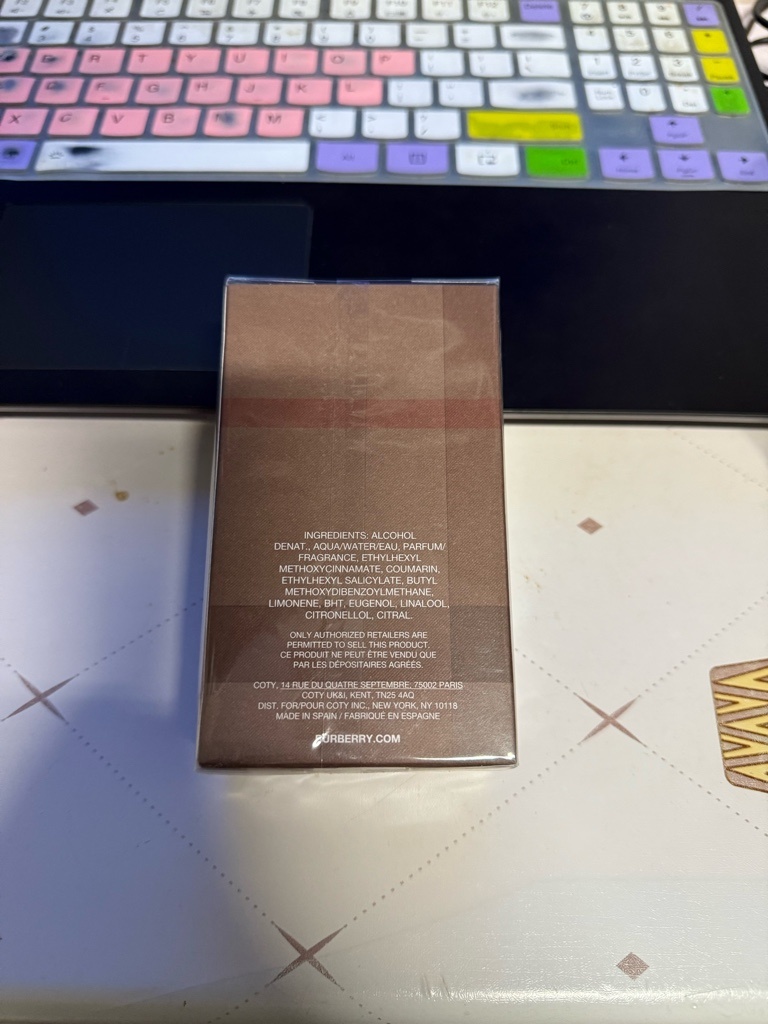 R T Y U I O P
F G H J K L
X C V B N M
INGREDIENTS: ALCOHOL
DENAT., AQUA/WATER/EAU, PARFUM/
FRAGRANCE, ETHYLHEXYL
METHOXYCINNAMATE, COUMARIN,
ETHYLHEXYL SALICYLATE, BUTYL
METHOXYDIBENZOYLMETHANE,
LIMONENE, BHT, EUGENOL, LINALOOL,
CITRONELLOL, CITRAL.
ONLY AUTHORIZED RETAILERS ARE
PERMITTED TO SELL THIS PRODUCT.
CE PRODUIT NE PEUT ÊTRE VENDU QUE
PAR LES DÉPOSITAIRES AGRÉÉS.
COTY, 14 RUE DU QUATRE SEPTEMBRE, 75002 PARIS
COTY UK&I, KENT, TN25 4AQ
DIST. FOR/POUR COTY INC., NEW YORK, NY 10118
MADE IN SPAIN / FABRIQUÉ EN ESPAGNE
BURBERRY.COM